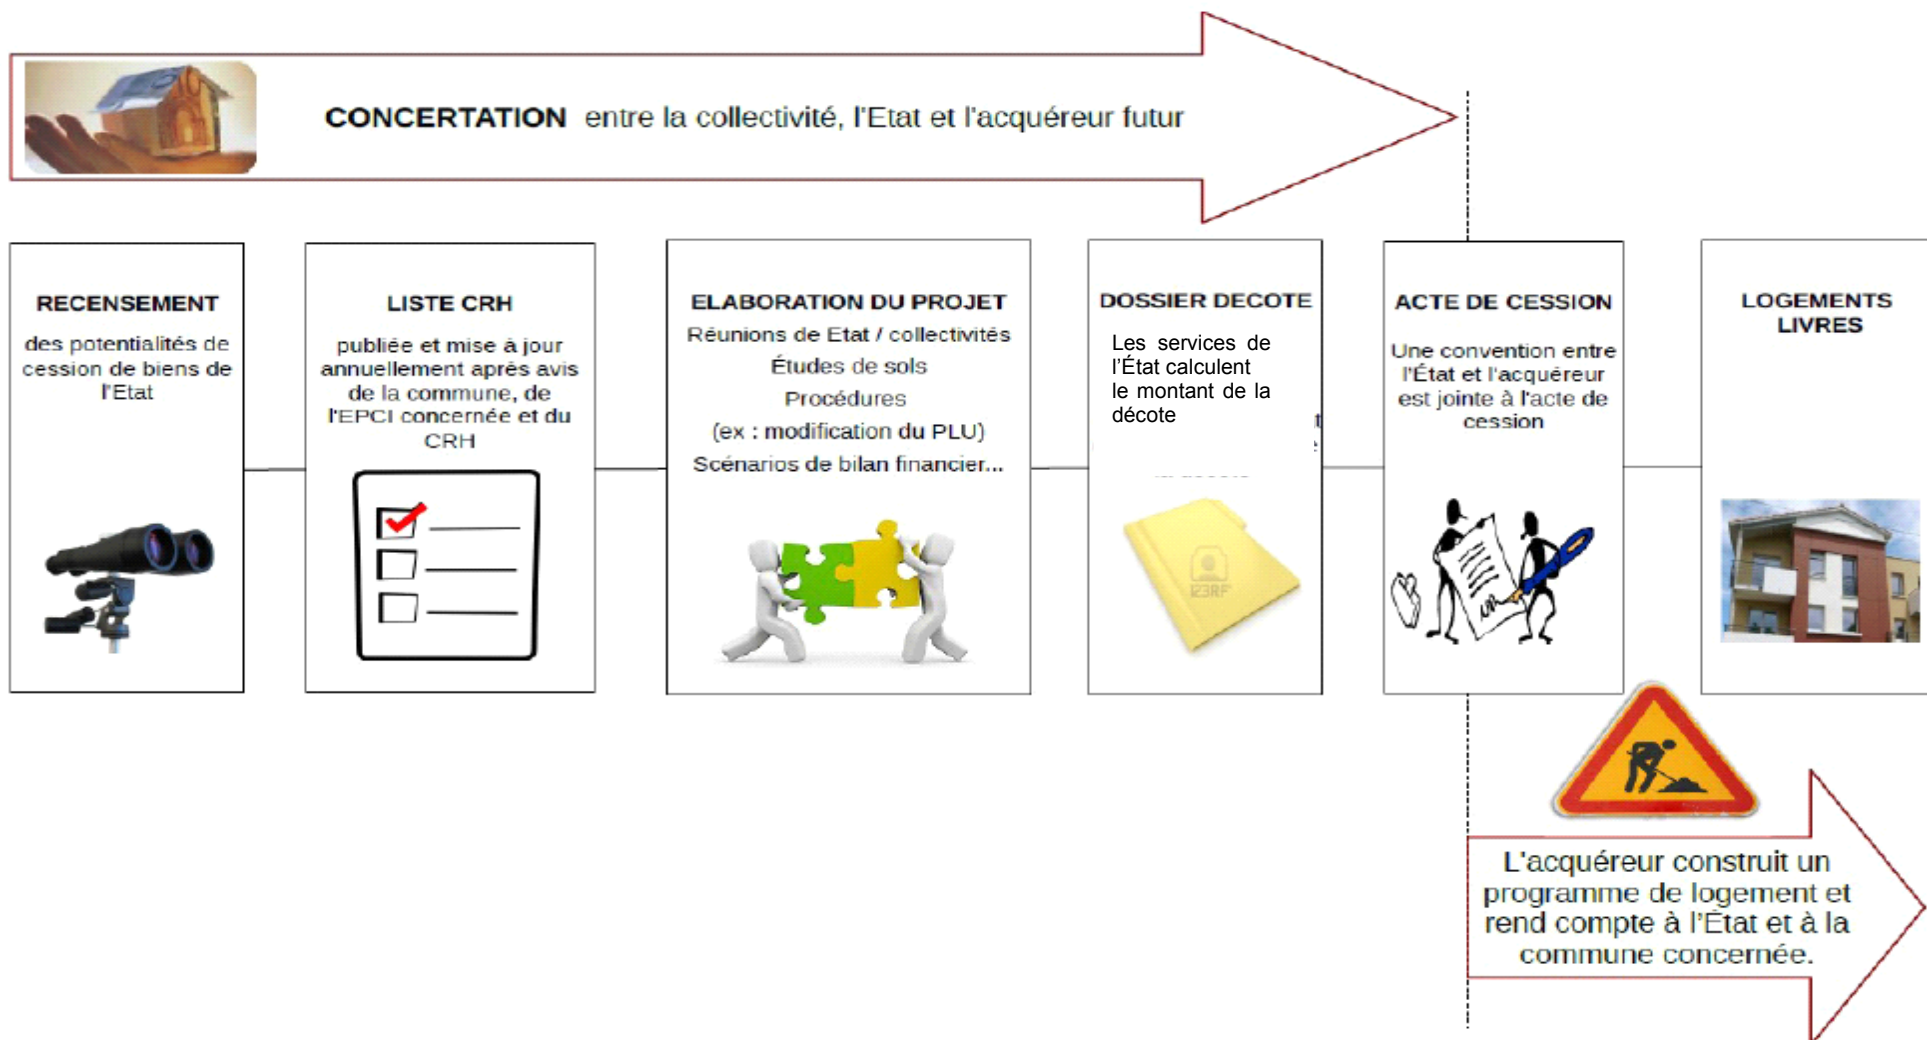 CONCERTATION entre la collectivité, l'Etat et l'acquéreur futur
RECENSEMENT
des potentialités de
cession de biens de
l'Etat
LISTE CRH
publiée et mise à jour
annuellement après avis
de la commune, de
l'EPCI concernée et du
CRH
ELABORATION DU PROJET
Réunions de Etat / collectivités
Études de sols
Procédures
(ex : modification du PLU)
Scénarios de bilan financier...
DOSSIER DECOTE
Les services de
l'État calculent
le montant de la
décote
123RF
ACTE DE CESSION
Une convention entre
l'État et l'acquéreur
est jointe à l'acte de
cession
LOGEMENTS
LIVRES
L'acquéreur construit un
programme de logement et
rend compte à l'État et à la
commune concernée.